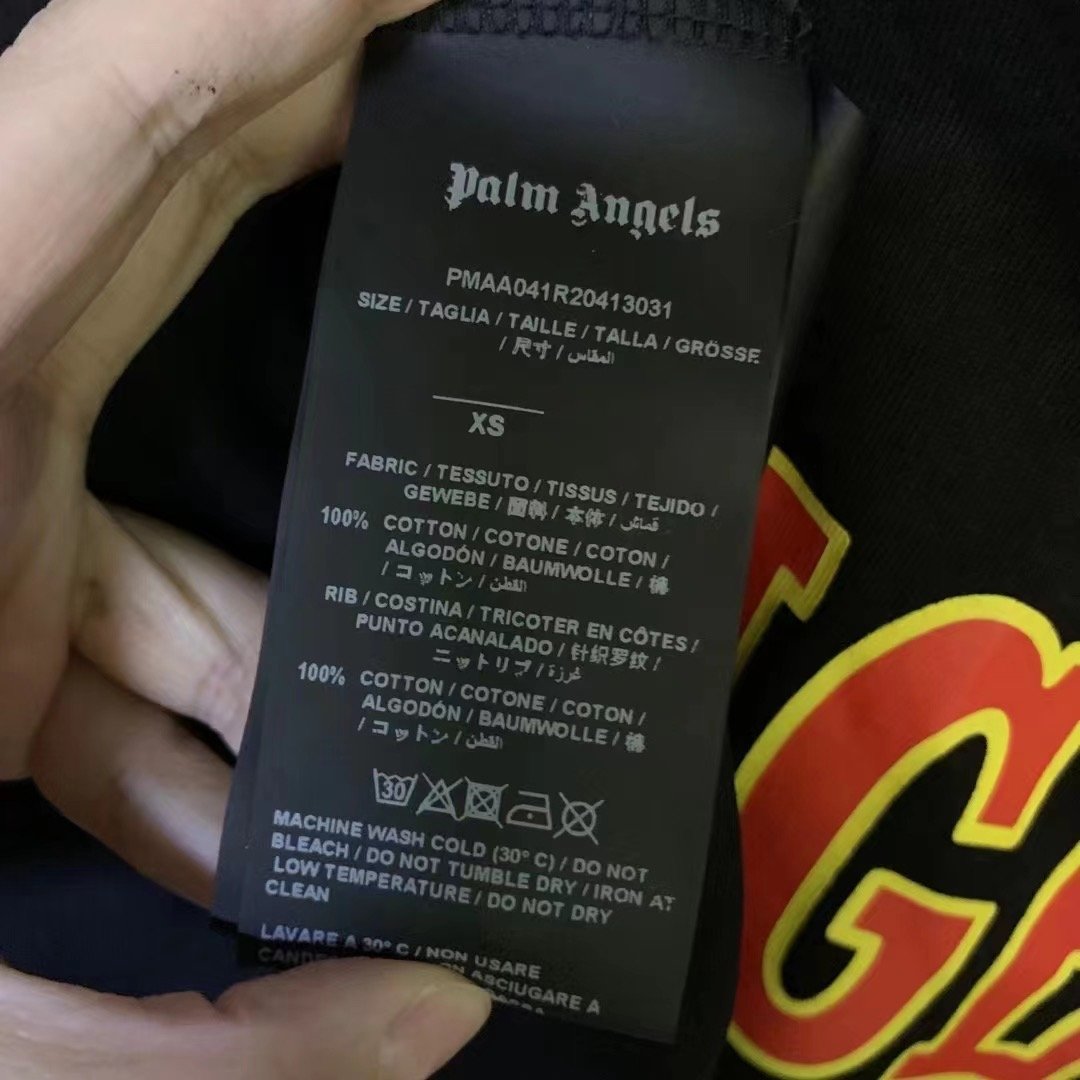 Palm Angels
PMAA041R20413031
SIZE / TAGLIA / TAILLE / TALLA / GRÖSSE
/ 尺寸 / المقاس
XS
FABRIC / TESSUTO / TISSUS / TEJIDO /
GEWEBE / 面料 / 本体 / قماش
100% COTTON / COTONE / COTON /
ALGODÓN / BAUMWOLLE / 棉
/ コットン / القطن
RIB / COSTINA / TRICOTER EN CÔTES /
PUNTO ACANALADO / 针织罗纹 /
ニットリブ / غرزة
100% COTTON / COTONE / COTON /
ALGODÓN / BAUMWOLLE / 棉
/ コットン / القطن
30
MACHINE WASH COLD (30° C) / DO NOT
BLEACH / DO NOT TUMBLE DRY / IRON AT
LOW TEMPERATURE / DO NOT DRY
CLEAN
LAVARE A 30° C / NON USARE
ASCIUGARE A